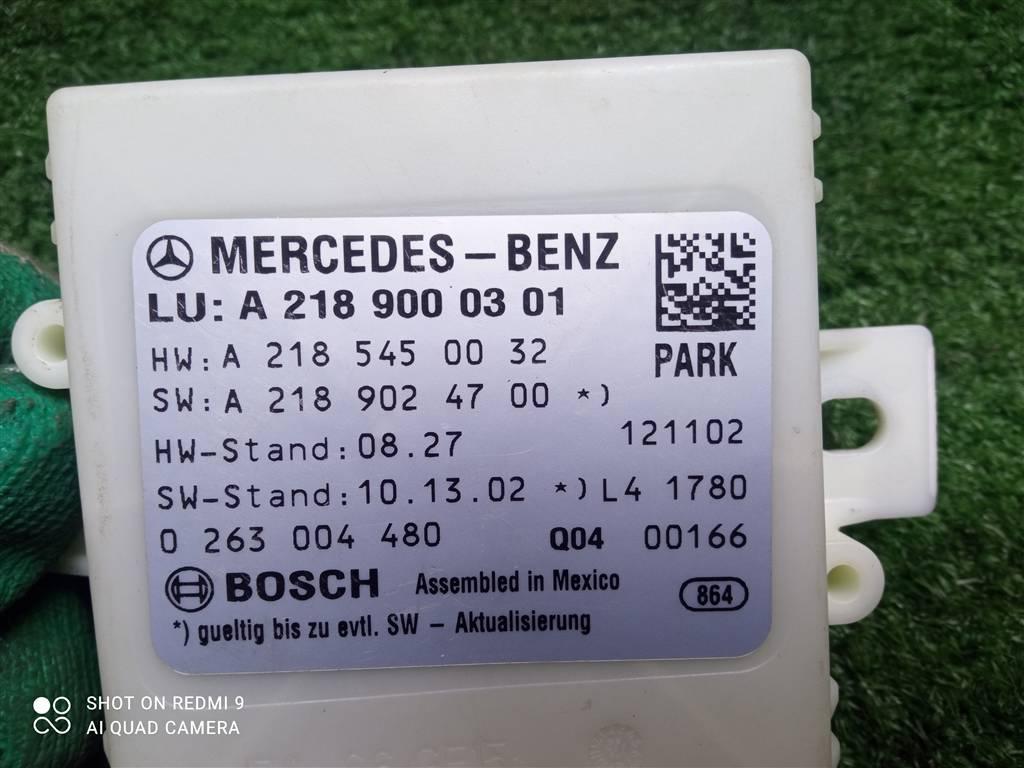 MERCEDES-BENZ
LU: A 218 900 03 01
HW: A 218 545 00 32
PARK
SW: A 218 902 47 00 *)
HW-Stand: 08.27
121102
SW-Stand: 10.13.02 *) L4 1780
0 263 004 480 Q04 00166
BOSCH Assembled in Mexico 864
*) gueltig bis zu evtl. SW - Aktualisierung
SHOT ON REDMI 9
AI QUAD CAMERA